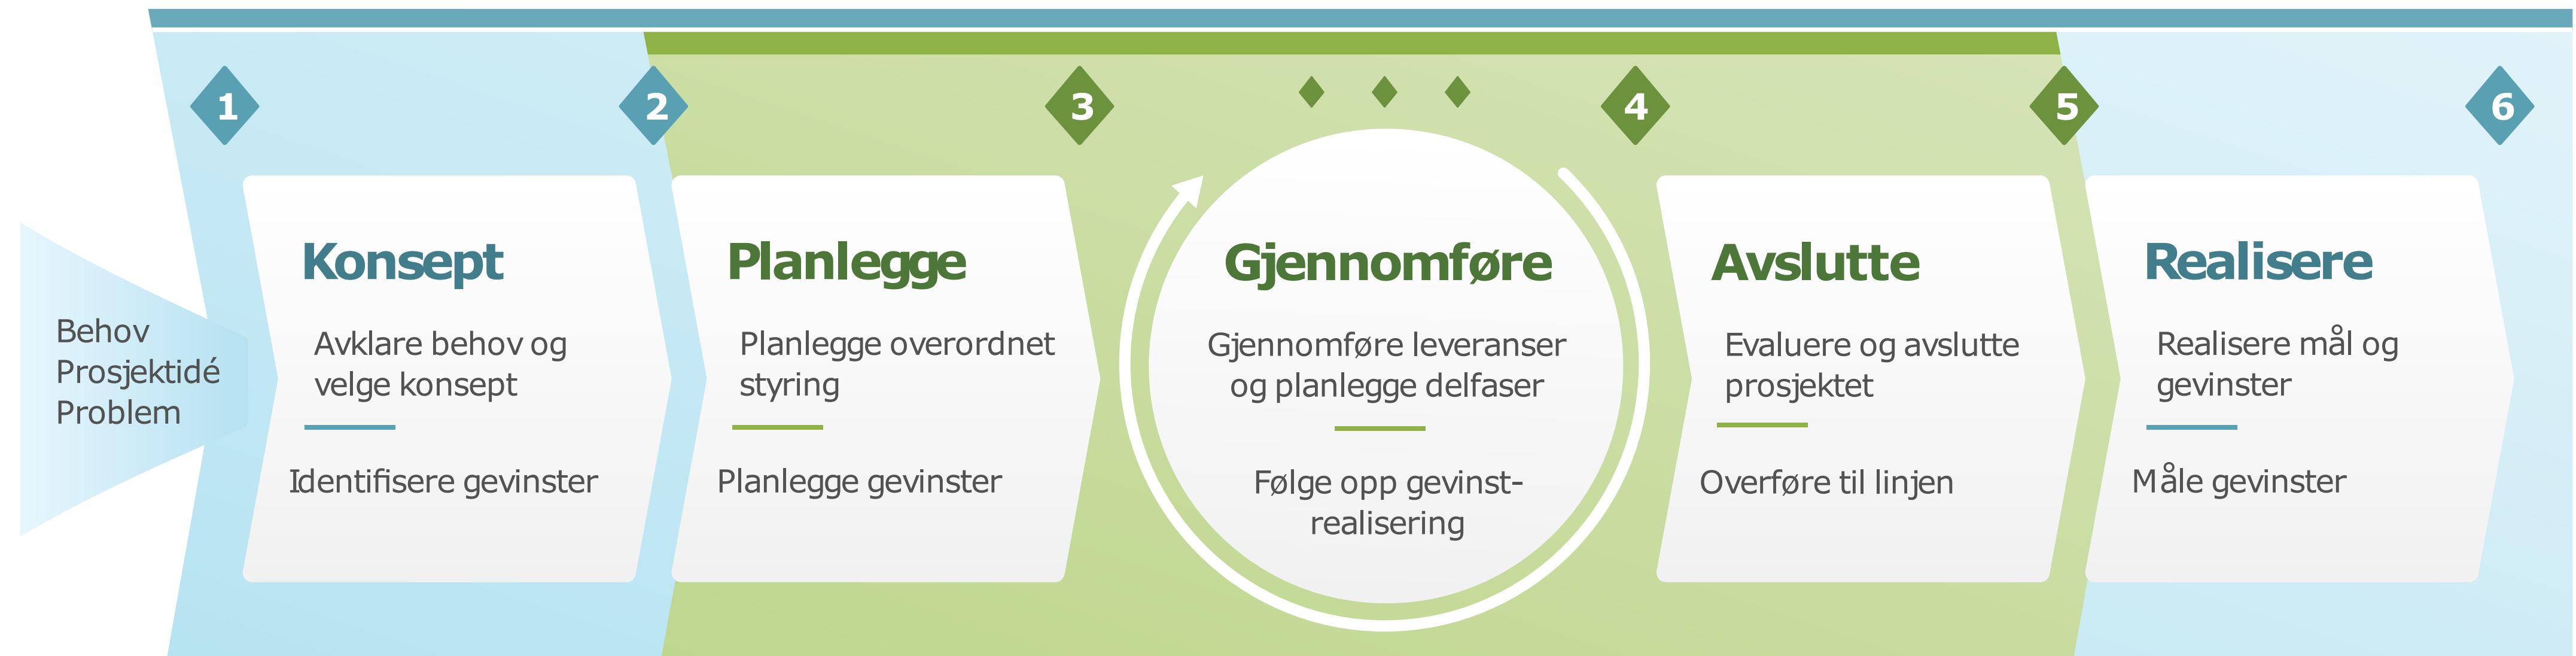 1
2
3
4
5
6
Behov
Prosjektidé
Problem
Konsept
Avklare behov og
velge konsept
Identifisere gevinster
Planlegge
Planlegge overordnet
styring
Planlegge gevinster
Gjennomføre
Gjennomføre leveranser
og planlegge delfaser
Følge opp gevinst-
realisering
Avslutte
Evaluere og avslutte
prosjektet
Overføre til linjen
Realisere
Realisere mål og
gevinster
Måle gevinster